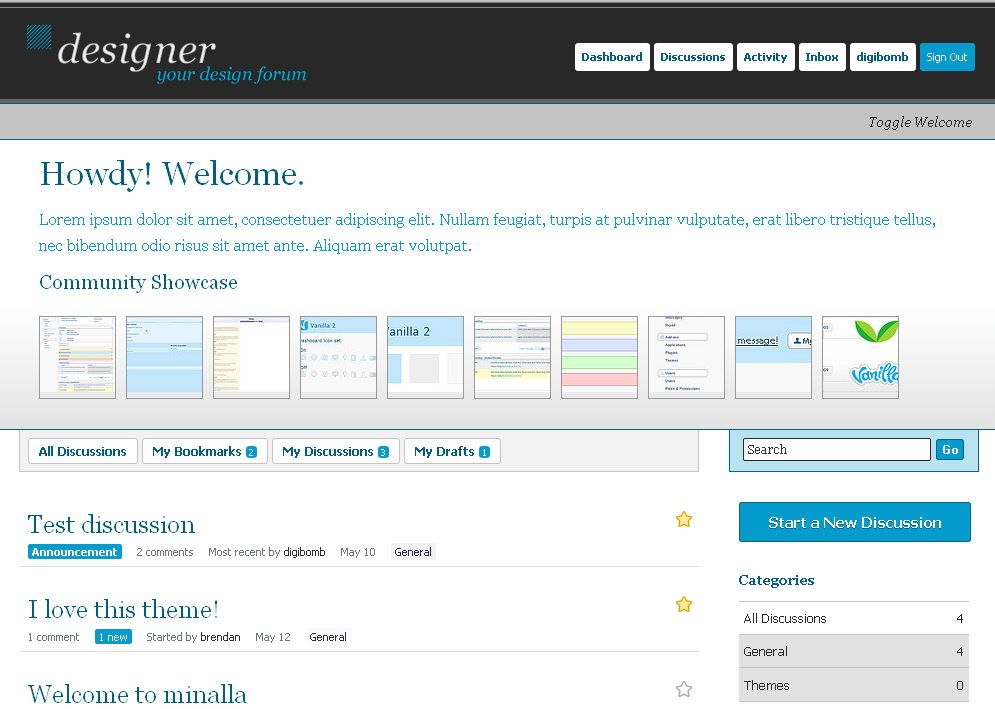 designer
your design forum
Dashboard Discussions Activity Inbox digibomb Sign Out
Toggle Welcome
Howdy! Welcome.
Lorem ipsum dolor sit amet, consectetuer adipiscing elit. Nullam feugiat, turpis at pulvinar vulputate, erat libero tristique tellus,
nec bibendum odio risus sit amet ante. Aliquam erat volutpat.
Community Showcase
Vanilla 2
anilla 2
message!
Vanilla
All Discussions My Bookmarks 2 My Discussions 3 My Drafts 1
Search Go
Test discussion
Announcement 2 comments Most recent by digibomb May 10 General
I love this theme!
1 comment 1 new Started by brendan May 12 General
Welcome to minalla
Start a New Discussion
Categories
All Discussions 4
General 4
Themes 0